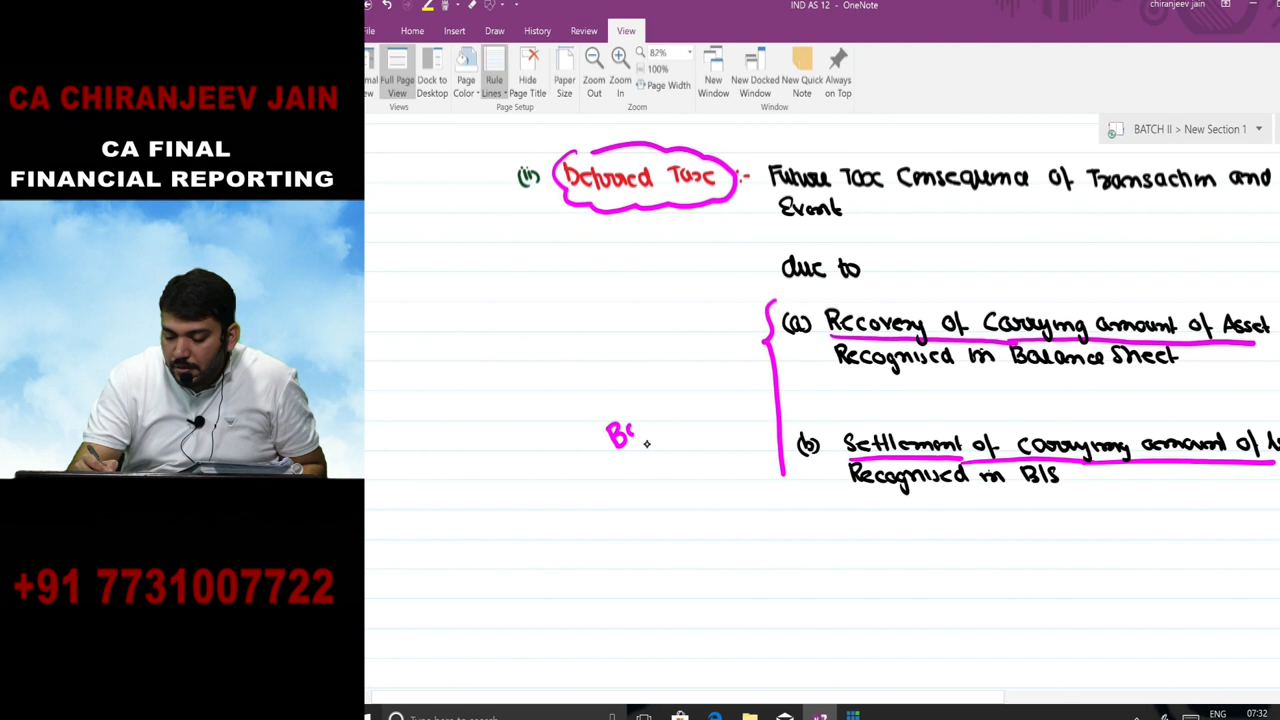 CA CHIRANJEEV JAIN
CA FINAL
FINANCIAL REPORTING
+91 7731007722
IND AS 12 - OneNote
chiranjeev jain
File Home Insert Draw History Review View
Full Page View
Dock to Desktop
Page Color
Rule Lines
Hide Page Title
Paper Size
Zoom Out
Zoom In
82%
100%
Page Width
New Window
New Docked Window
New Quick Note
Always on Top
Views Page Setup Zoom Window
BATCH II > New Section 1
(ii) Deferred Tax :- Future Tax Consequence of Transaction and
Event
due to
(a) Recovery of Carrying amount of Asset
Recognised in Balance Sheet
(b) Settlement of carrying amount of
Recognised in B/S
Type here to search
ENG 07:32